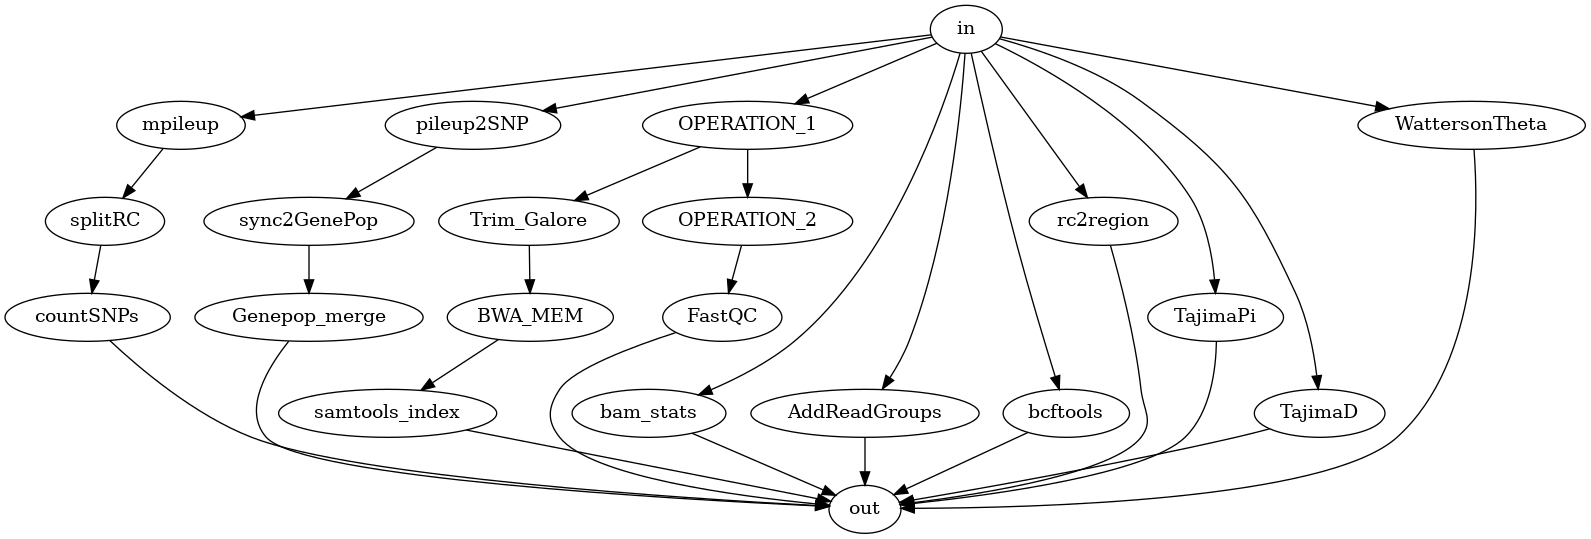 in
mpileup
pileup2SNP
OPERATION_1
WattersonTheta
splitRC
sync2GenePop
Trim_Galore
OPERATION_2
rc2region
countSNPs
Genepop_merge
BWA_MEM
FastQC
TajimaPi
samtools_index
bam_stats
AddReadGroups
bcftools
TajimaD
out